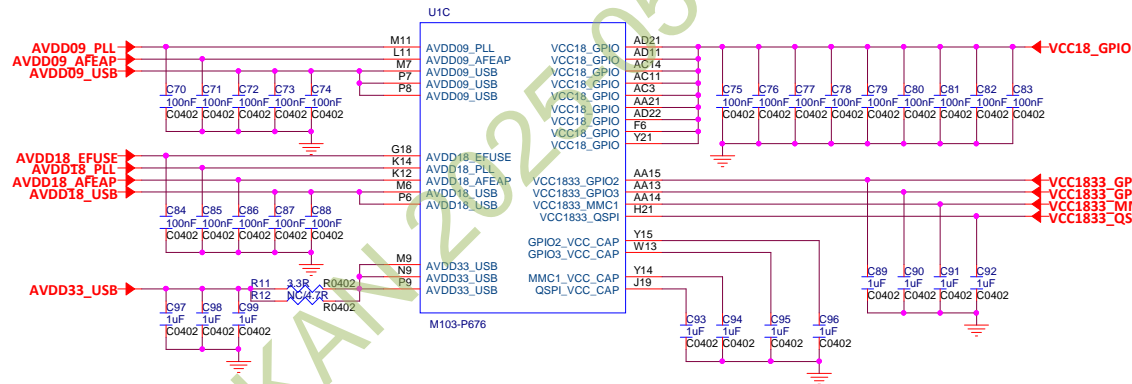 U1C
AVDD09_PLL
AVDD09_AFEAP
AVDD09_USB
M11
L11
M7
P7
P8
AVDD09_PLL
AVDD09_AFEAP
AVDD09_USB
AVDD09_USB
AVDD09_USB
C70
100nF
C0402
C71
100nF
C0402
C72
100nF
C0402
C73
100nF
C0402
C74
100nF
C0402
VCC18_GPIO
VCC18_GPIO
VCC18_GPIO
VCC18_GPIO
VCC18_GPIO
VCC18_GPIO
VCC18_GPIO
VCC18_GPIO
VCC18_GPIO
AD21
AD11
AC14
AC11
AC3
AA21
AD22
F6
Y21
VCC18_GPIO
C75
100nF
C0402
C76
100nF
C0402
C77
100nF
C0402
C78
100nF
C0402
C79
100nF
C0402
C80
100nF
C0402
C81
100nF
C0402
C82
100nF
C0402
C83
100nF
C0402
AVDD18_EFUSE
AVDD18_PLL
AVDD18_AFEAP
AVDD18_USB
G18
K14
K12
M6
P6
AVDD18_EFUSE
AVDD18_PLL
AVDD18_AFEAP
AVDD18_USB
AVDD18_USB
C84
100nF
C0402
C85
100nF
C0402
C86
100nF
C0402
C87
100nF
C0402
C88
100nF
C0402
VCC1833_GPIO2
VCC1833_GPIO3
VCC1833_MMC1
VCC1833_QSPI
AA15
AA13
AA14
H21
VCC1833_GP
VCC1833_GP
VCC1833_MM
VCC1833_QS
GPIO2_VCC_CAP
GPIO3_VCC_CAP
MMC1_VCC_CAP
QSPI_VCC_CAP
Y15
W13
Y14
J19
C89
1uF
C0402
C90
1uF
C0402
C91
1uF
C0402
C92
1uF
C0402
AVDD33_USB
R11
3.3R
R0402
R12
NC/4.7R
R0402
M9
N9
P9
AVDD33_USB
AVDD33_USB
AVDD33_USB
C97
1uF
C0402
C98
1uF
C0402
C99
1uF
C0402
C93
1uF
C0402
C94
1uF
C0402
C95
1uF
C0402
C96
1uF
C0402
M103-P676